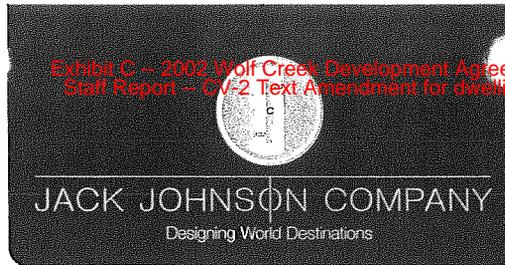 Exhibit C – 2002 Wolf Creek Development Agree
Staff Report – CV-2 Text Amendment for dwelli
C
JACK JOHNSON COMPANY
Designing World Destinations